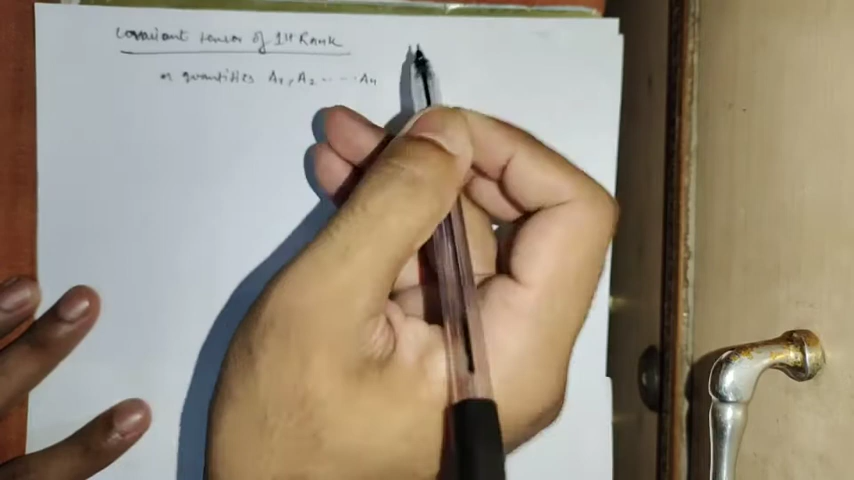 Covariant tensor of 1st Rank
n quantities A₁, A₂ ..... Aₙ